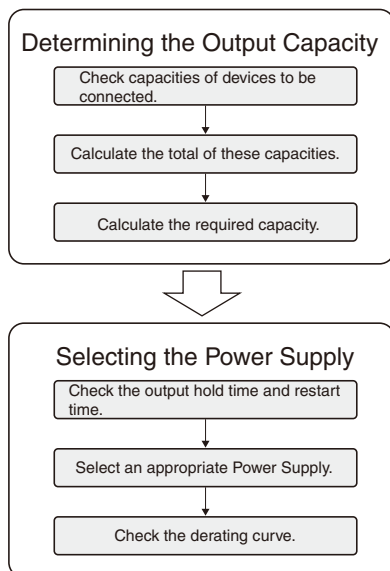 Determining the Output Capacity
Check capacities of devices to be
connected.
Calculate the total of these capacities.
Calculate the required capacity.
Selecting the Power Supply
Check the output hold time and restart
time.
Select an appropriate Power Supply.
Check the derating curve.